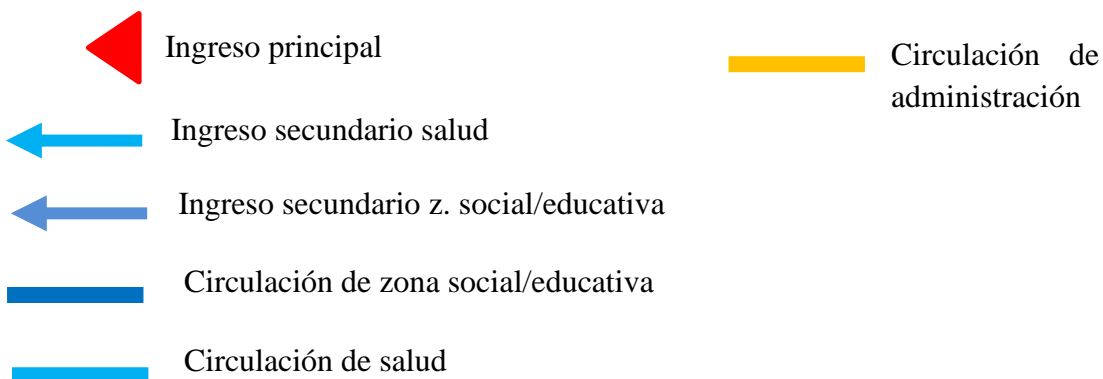 Ingreso principal
Ingreso secundario salud
Ingreso secundario z. social/educativa
Circulación de zona social/educativa
Circulación de salud
Circulación de
administración